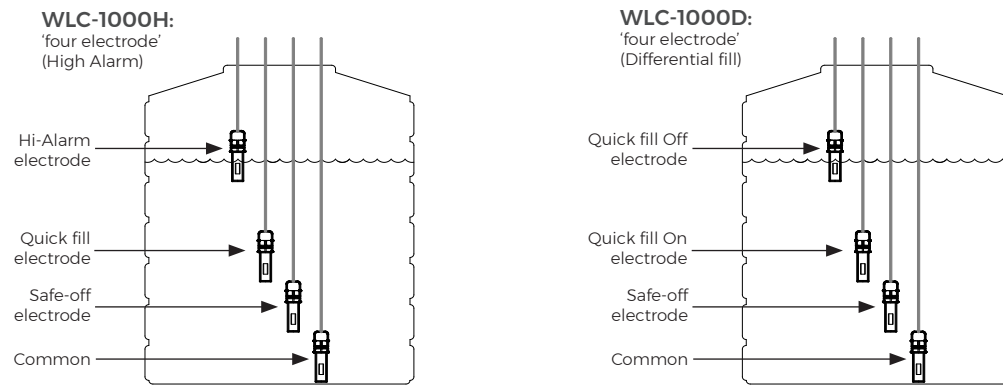 WLC-1000H:
‘four electrode’
(High Alarm)
Hi-Alarm
electrode
Quick fill
electrode
Safe-off
electrode
Common
WLC-1000D:
‘four electrode’
(Differential fill)
Quick fill Off
electrode
Quick fill On
electrode
Safe-off
electrode
Common